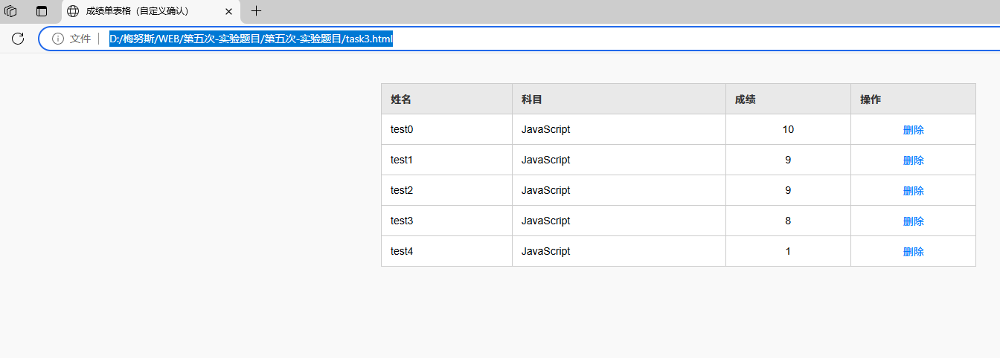 成绩单表格（自定义确认）
文件 D:/梅努斯/WEB/第五次-实验题目/第五次-实验题目/task3.html
姓名 科目 成绩 操作
test0 JavaScript 10 删除
test1 JavaScript 9 删除
test2 JavaScript 9 删除
test3 JavaScript 8 删除
test4 JavaScript 1 删除